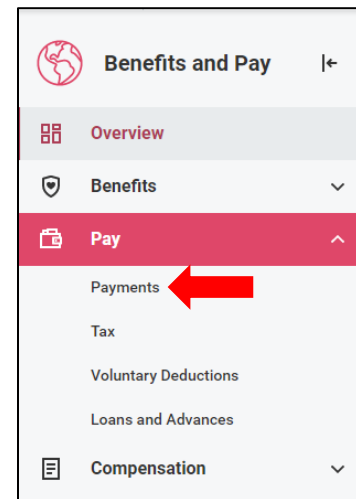 Benefits and Pay
Overview
Benefits
Pay
Payments
Tax
Voluntary Deductions
Loans and Advances
Compensation